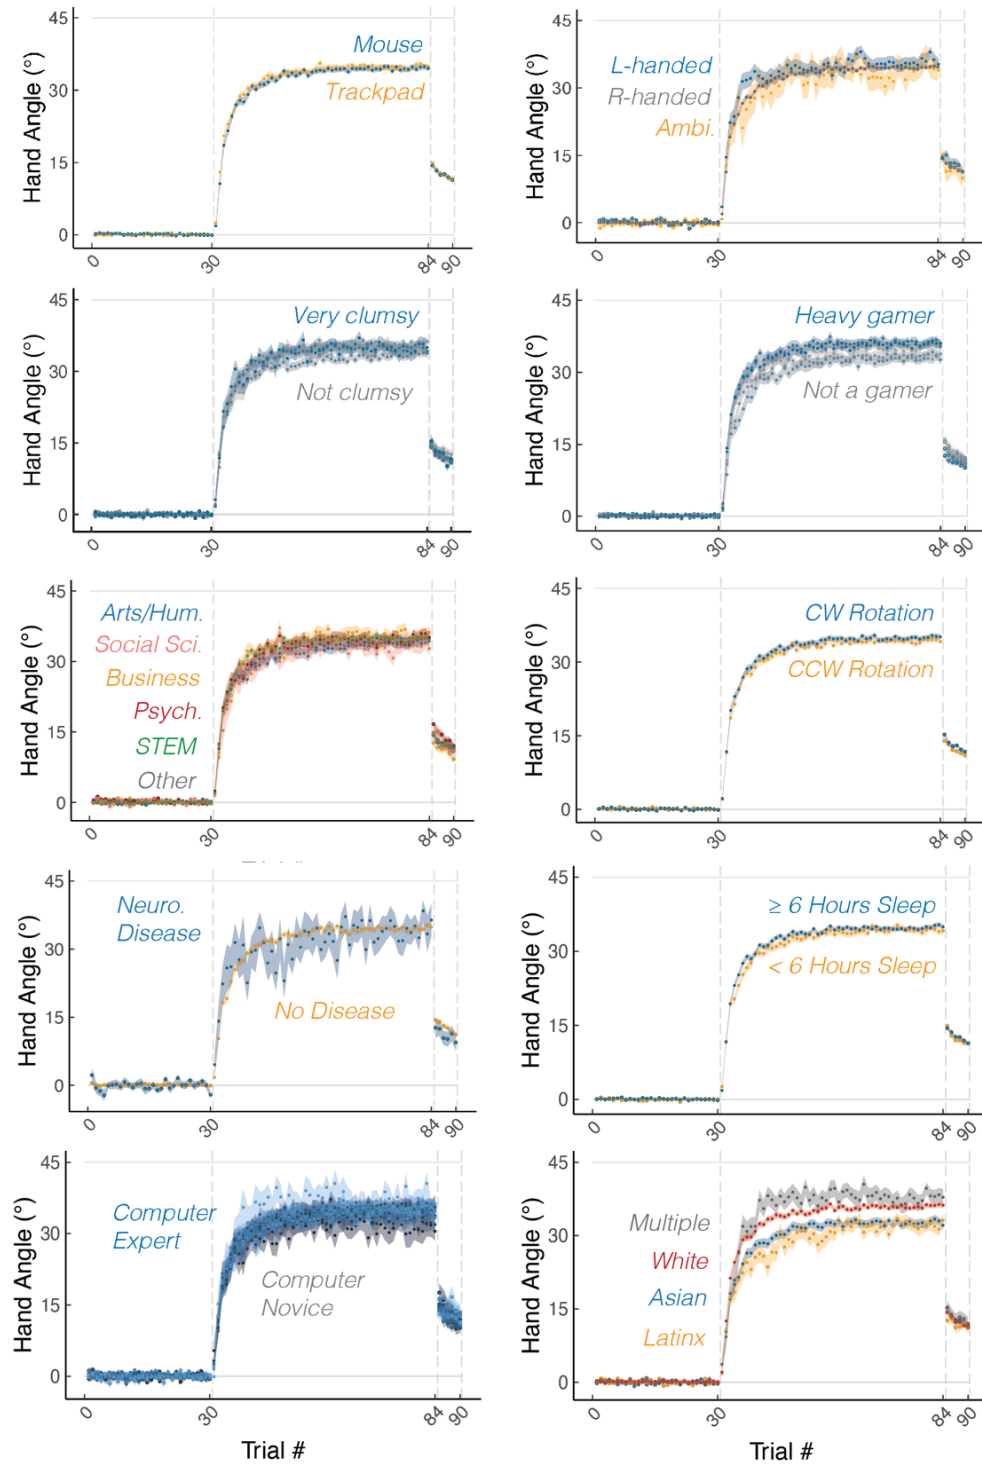 45
30
15
0
Hand Angle (°)
Mouse
Trackpad
0
30
84
90
45
30
15
0
Hand Angle (°)
L-handed
R-handed
Ambi.
0
30
84
90
45
30
15
0
Hand Angle (°)
Very clumsy
Not clumsy
0
30
84
90
45
30
15
0
Hand Angle (°)
Heavy gamer
Not a gamer
0
30
84
90
45
30
15
0
Hand Angle (°)
Arts/Hum.
Social Sci.
Business
Psych.
STEM
Other
0
30
84
90
45
30
15
0
Hand Angle (°)
CW Rotation
CCW Rotation
0
30
84
90
45
30
15
0
Hand Angle (°)
Neuro.
Disease
No Disease
0
30
84
90
45
30
15
0
Hand Angle (°)
≥ 6 Hours Sleep
< 6 Hours Sleep
0
30
84
90
45
30
15
0
Hand Angle (°)
Computer
Expert
Computer
Novice
0
30
84
90
Trial #
45
30
15
0
Hand Angle (°)
Multiple
White
Asian
Latinx
0
30
84
90
Trial #